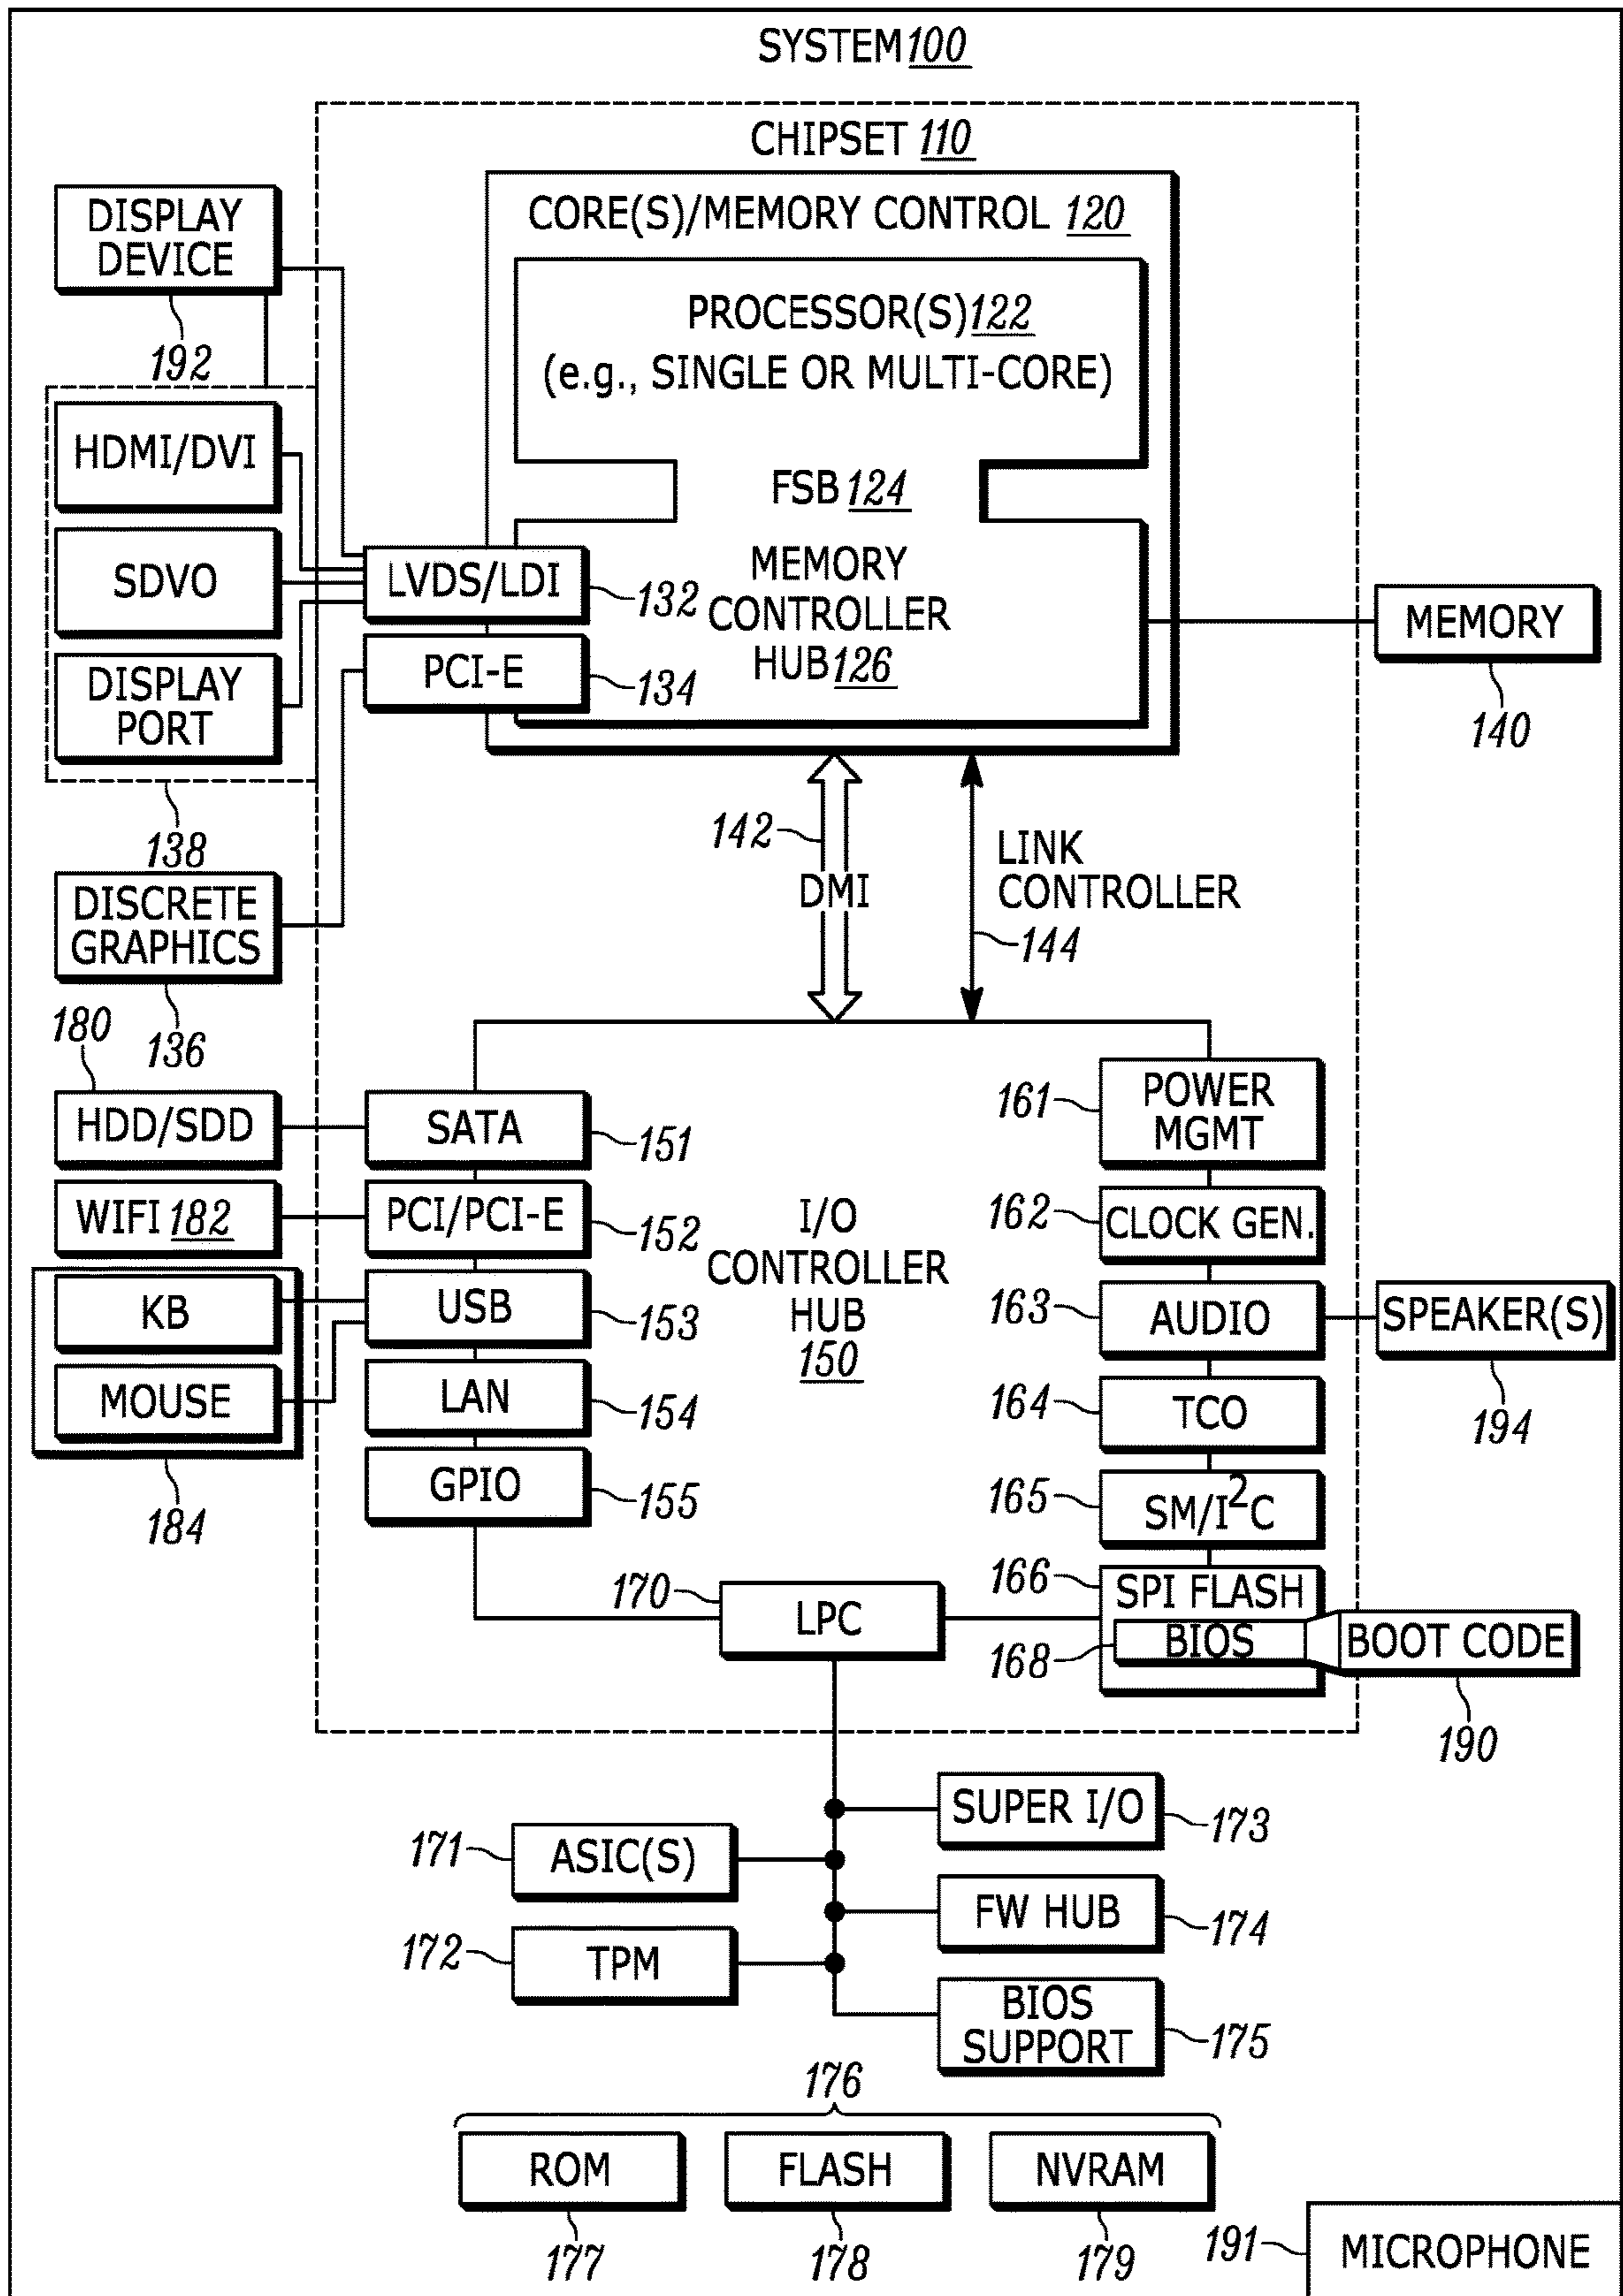 SYSTEM 100
CHIPSET 110
CORE(S)/MEMORY CONTROL 120
PROCESSOR(S) 122
(e.g., SINGLE OR MULTI-CORE)
FSB 124
MEMORY
CONTROLLER
HUB 126
DISPLAY
DEVICE
192
HDMI/DVI
SDVO
DISPLAY
PORT
138
LVDS/LDI
132
PCI-E
134
MEMORY
140
DISCRETE
GRAPHICS
136
142
DMI
LINK
CONTROLLER
144
180
HDD/SDD
WIFI 182
KB
MOUSE
184
SATA
151
PCI/PCI-E
152
USB
153
LAN
154
GPIO
155
I/O
CONTROLLER
HUB
150
161
POWER
MGMT
162
CLOCK GEN.
163
AUDIO
SPEAKER(S)
194
164
TCO
165
SM/I²C
166
SPI FLASH
168
BIOS
BOOT CODE
190
170
LPC
171
ASIC(S)
172
TPM
SUPER I/O
173
FW HUB
174
BIOS
SUPPORT
175
176
ROM
177
FLASH
178
NVRAM
179
191
MICROPHONE